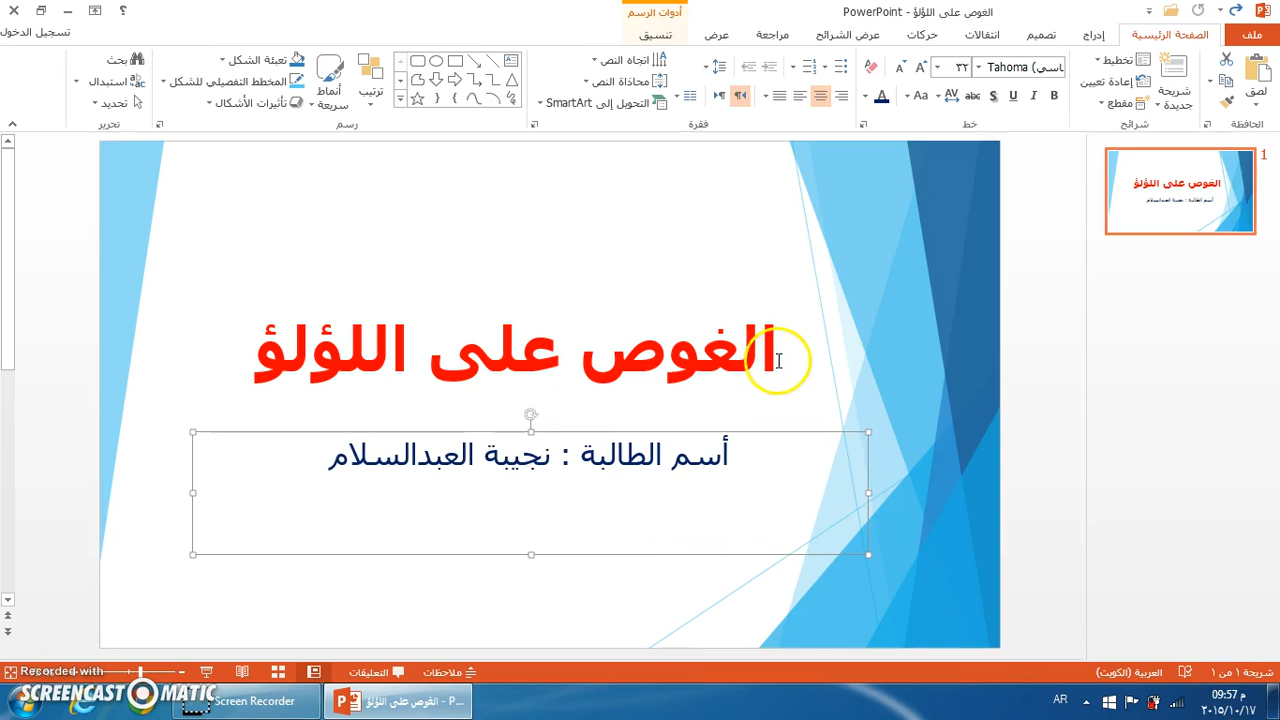 الغوص على اللؤلؤ - PowerPoint
أدوات الرسم
تسجيل الدخول
ملف
الصفحة الرئيسية
إدراج
تصميم
انتقالات
حركات
عرض الشرائح
مراجعة
عرض
تنسيق
لصق
الحافظة
شريحة جديدة
تخطيط
إعادة تعيين
مقطع
شرائح
Tahoma (اسي
٣٢
خط
اتجاه النص
محاذاة النص
التحويل إلى SmartArt
فقرة
ترتيب
أنماط سريعة
تعبئة الشكل
المخطط التفصيلي للشكل
تأثيرات الأشكال
رسم
بحث
استبدال
تحديد
تحرير
1
الغوص على اللؤلؤ
أسم الطالبة : نجيبة العبدالسلام
الغوص على اللؤلؤ
أسم الطالبة : نجيبة العبدالسلام
شريحة ١ من ١
العربية (الكويت)
ملاحظات
التعليقات
Recorded with
SCREENCAST MATIC
Screen Recorder
الغوص على اللؤلؤ - P...
AR
09:57 م
٢٠١٥/١٠/١٧